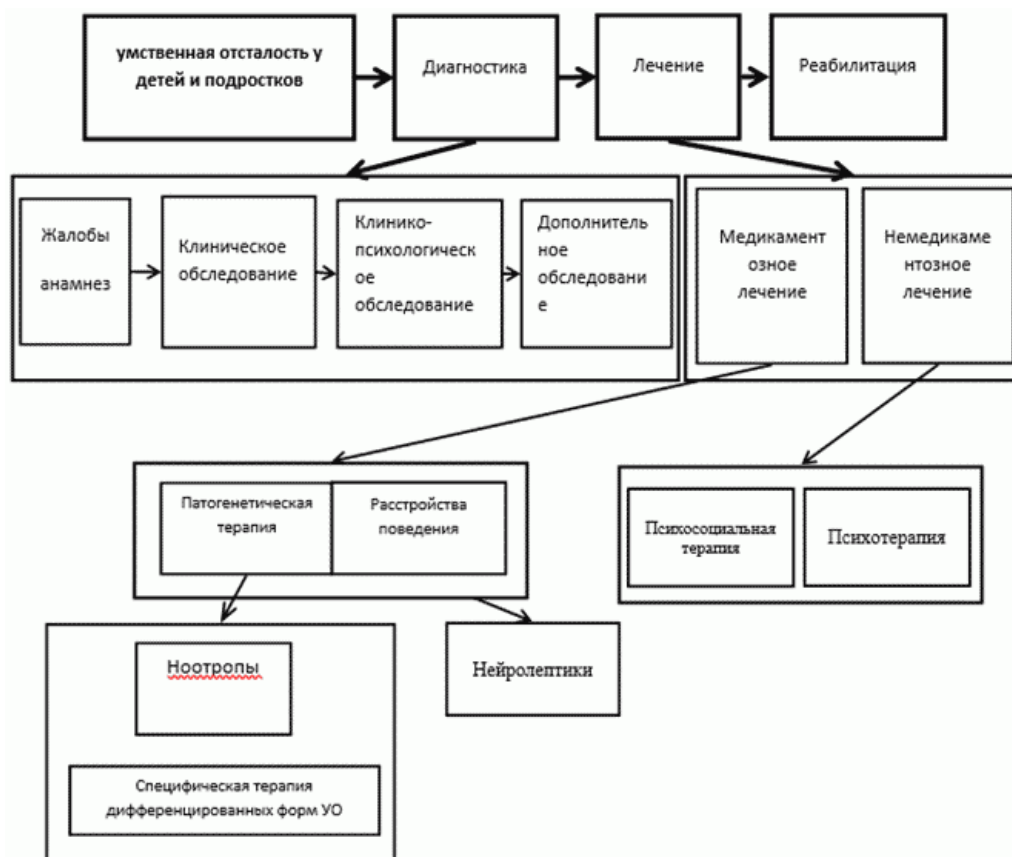 умственная отсталость у
детей и подростков
Диагностика
Лечение
Реабилитация
Жалобы
анамнез
Клиническое
обследование
Клинико-
психологическ
ое
обследование
Дополнитель
ное
обследовани
е
Медикамент
озное
лечение
Немедикаме
нтозное
лечение
Патогенетическая
терапия
Расстройства
поведения
Психосоциальная
терапия
Психотерапия
Ноотропы
Нейролептики
Специфическая терапия
дифференцированных форм УО